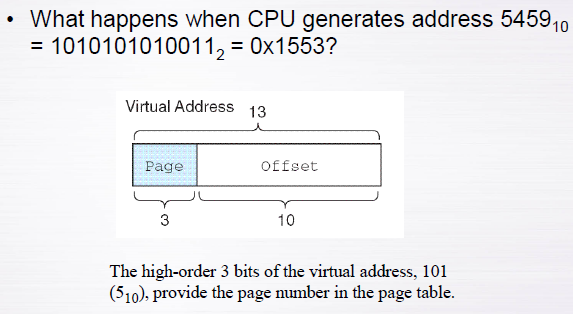 • What happens when CPU generates address 5459₁₀
= 1010101010011₂ = 0x1553?
Virtual Address 13
Page Offset
3 10
The high-order 3 bits of the virtual address, 101
(5₁₀), provide the page number in the page table.